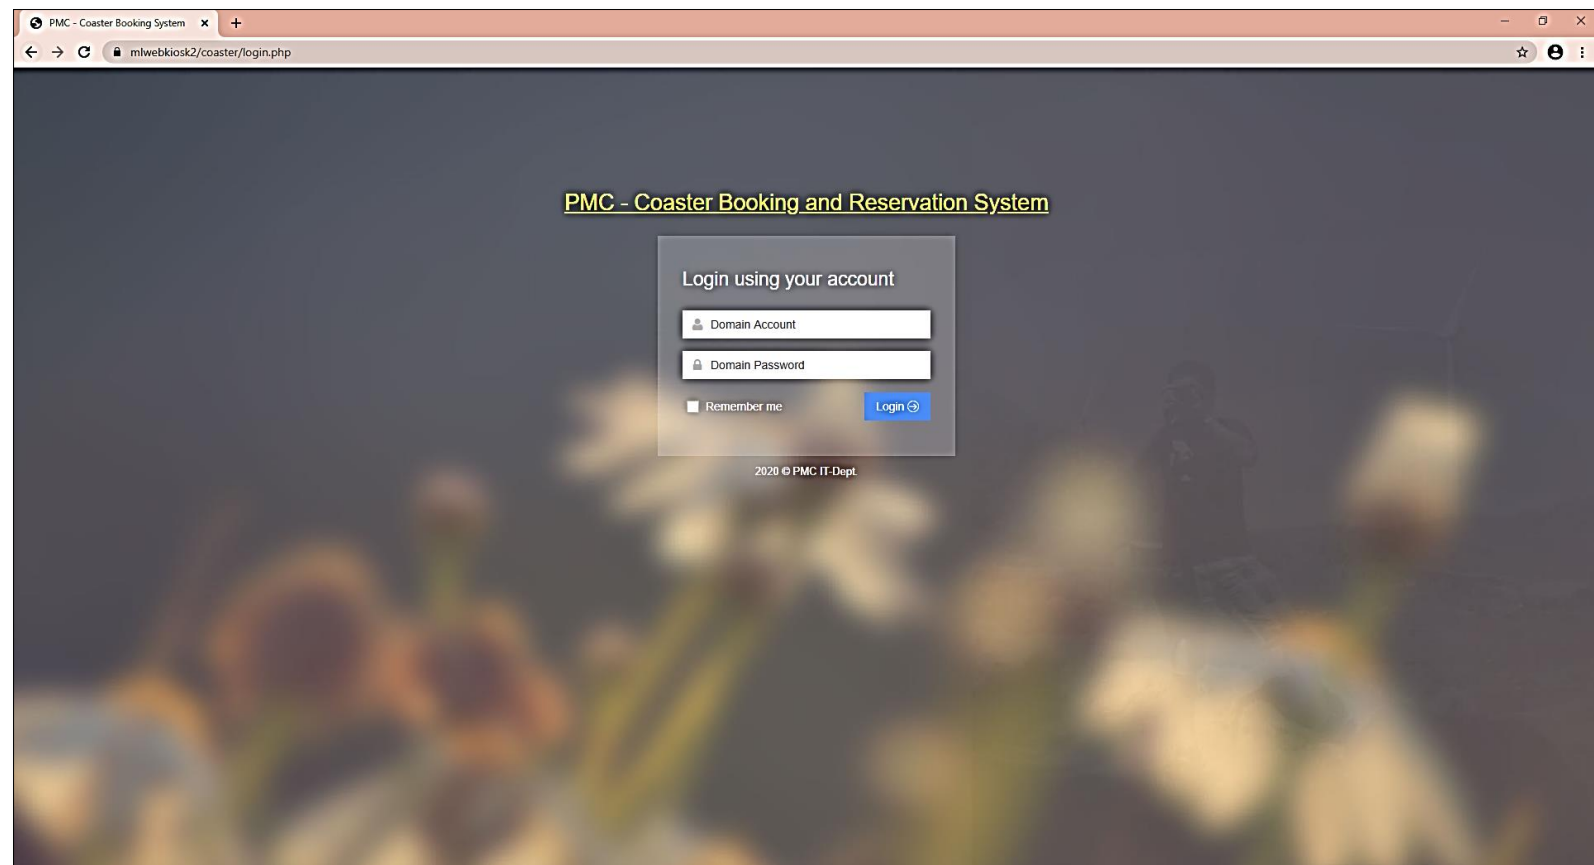 PMC - Coaster Booking System
mlwebkiosk2/coaster/login.php
PMC - Coaster Booking and Reservation System
Login using your account
Domain Account
Domain Password
Remember me
Login
2020 © PMC IT-Dept.